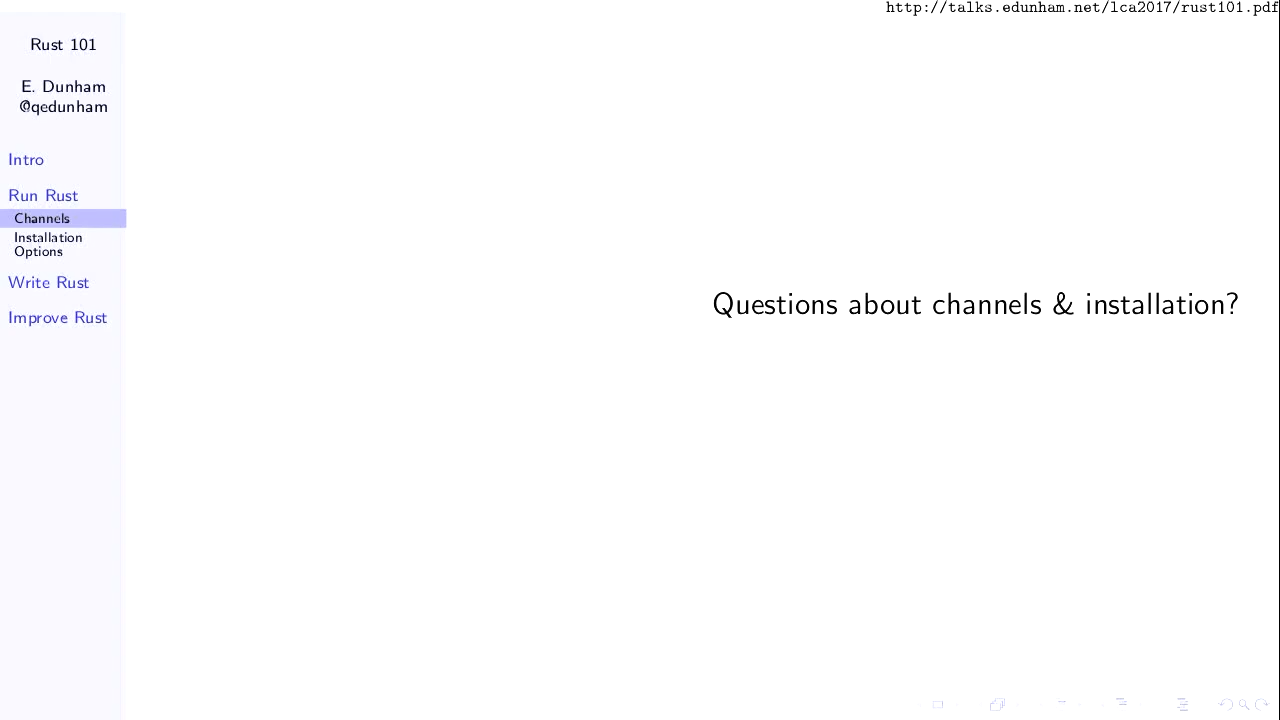 http://talks.edunham.net/lca2017/rust101.pdf
Rust 101
E. Dunham
@qedunham
Intro
Run Rust
Channels
Installation
Options
Write Rust
Improve Rust
Questions about channels & installation?